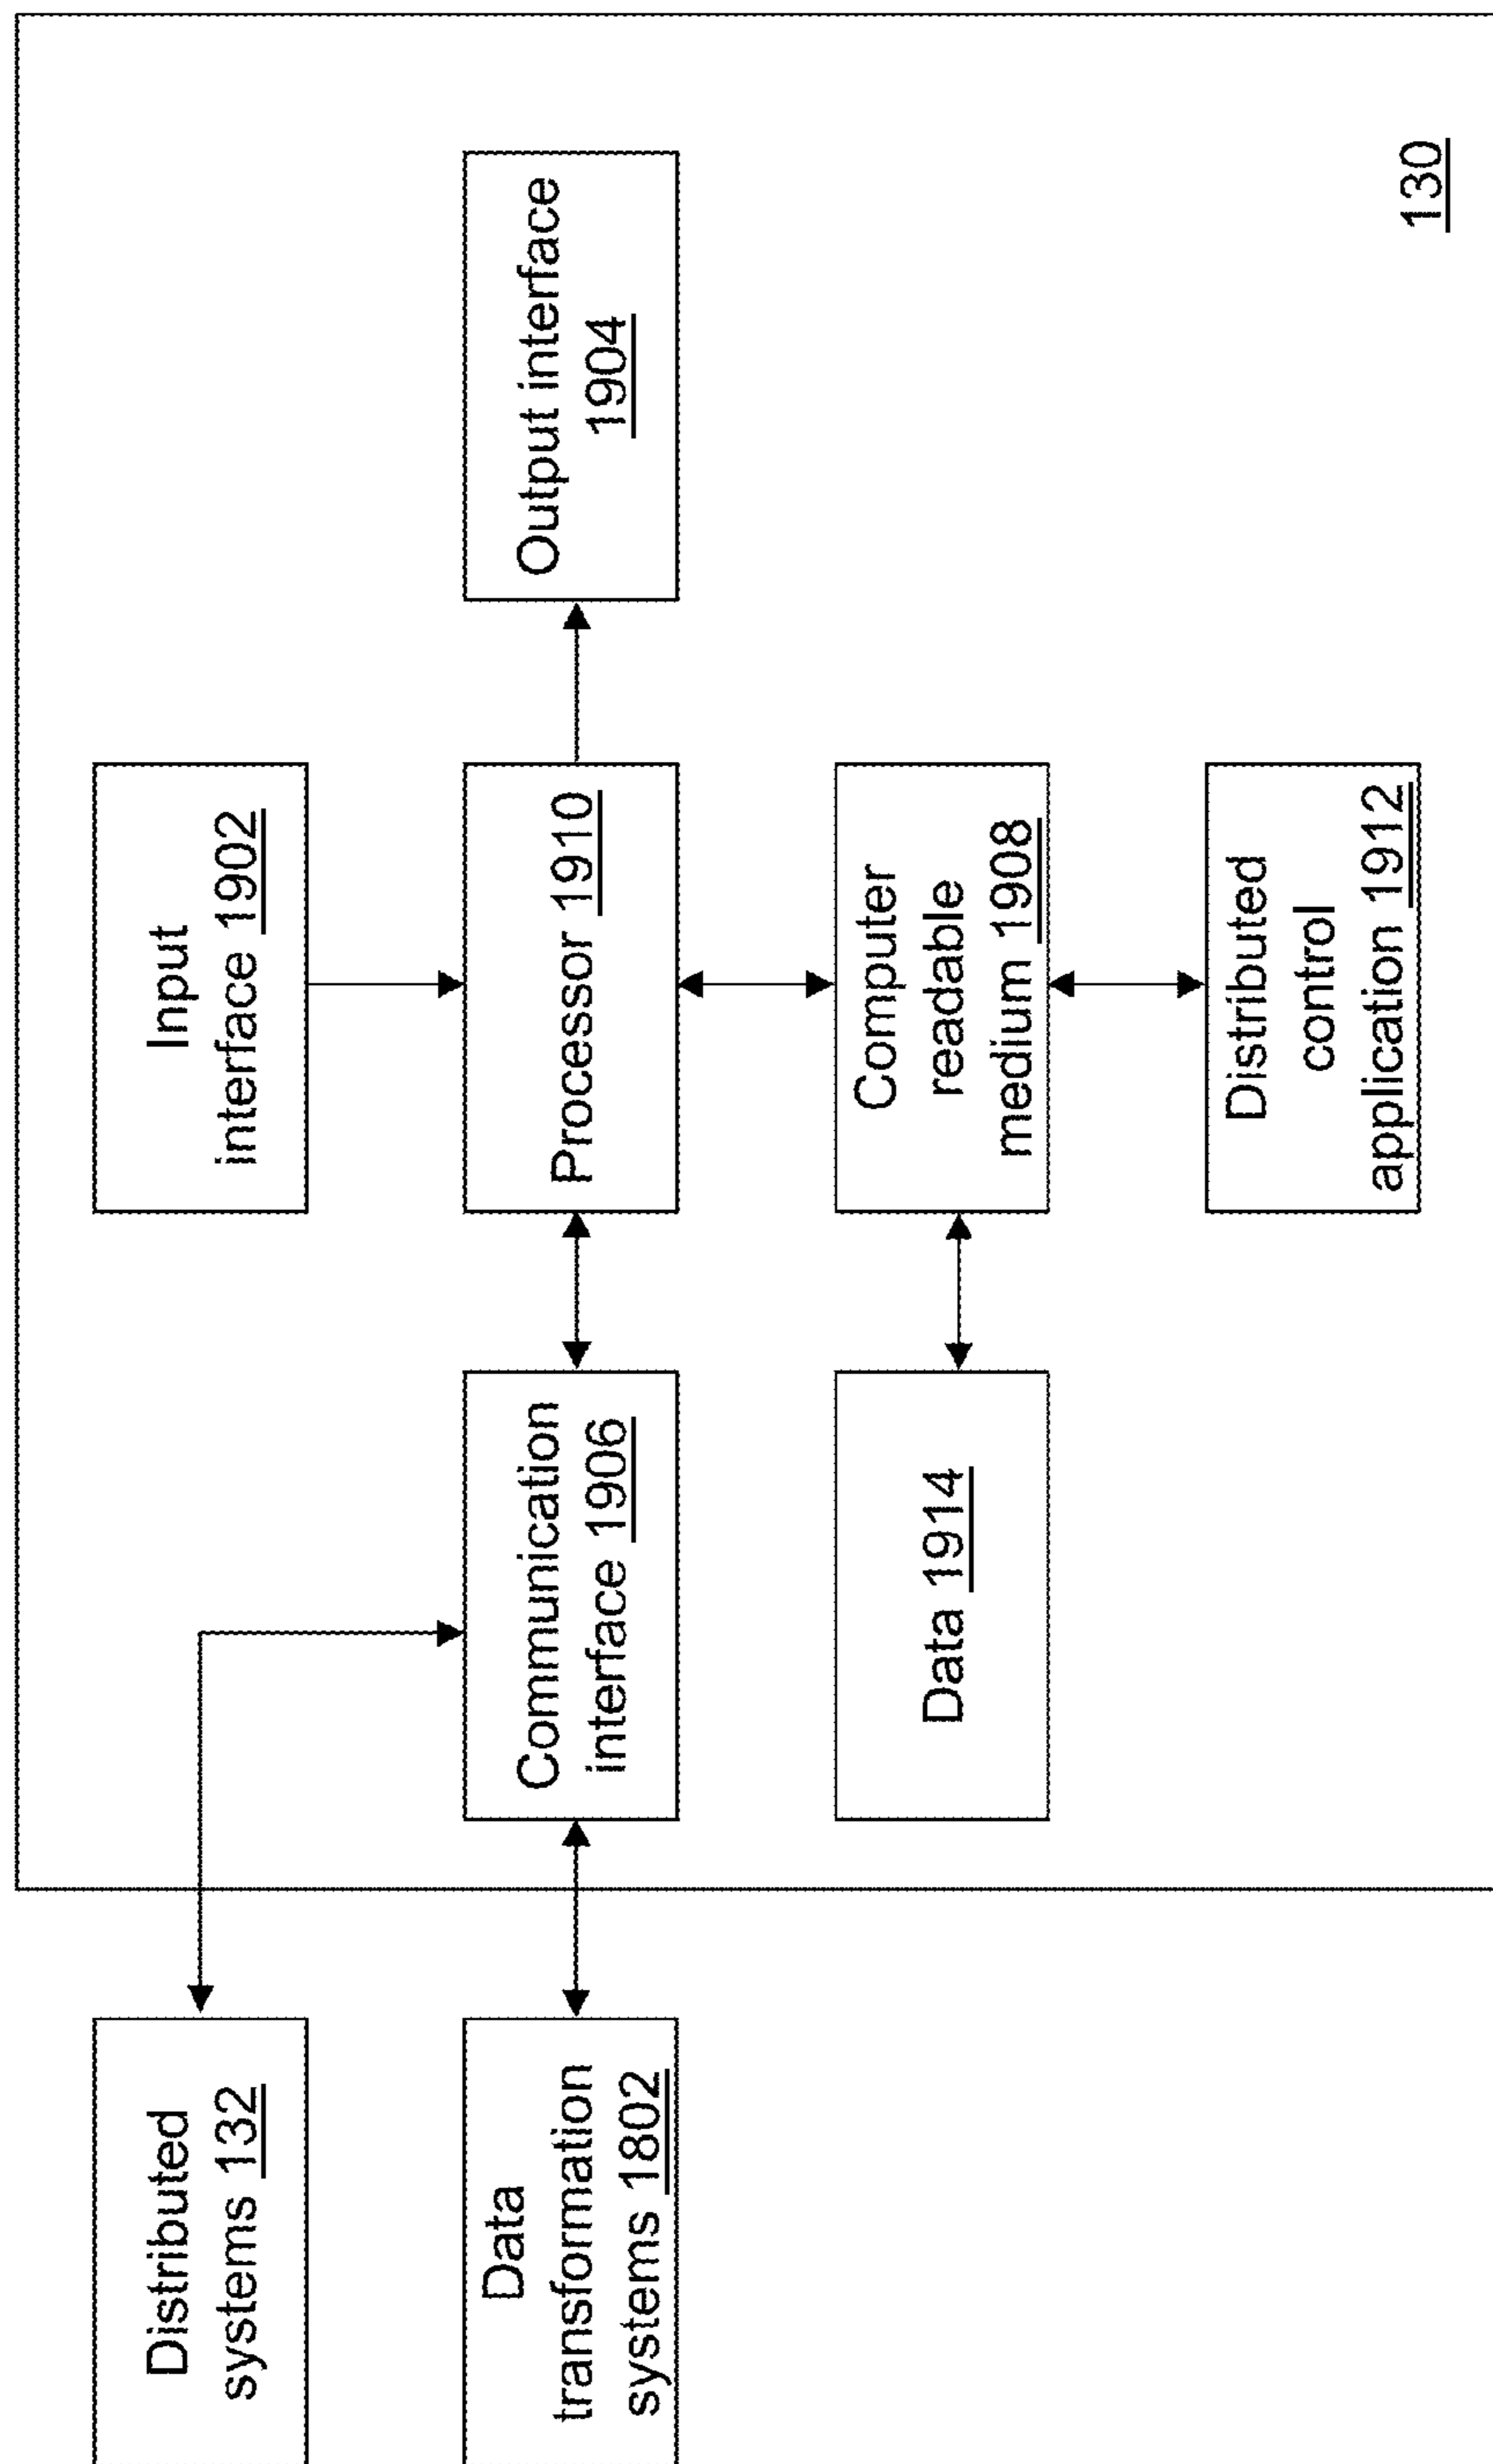 Distributed
systems 132
Data
transformation
systems 1802
Communication
interface 1906
Data 1914
Input
interface 1902
Processor 1910
Computer
readable
medium 1908
Distributed
control
application 1912
Output interface
1904
130